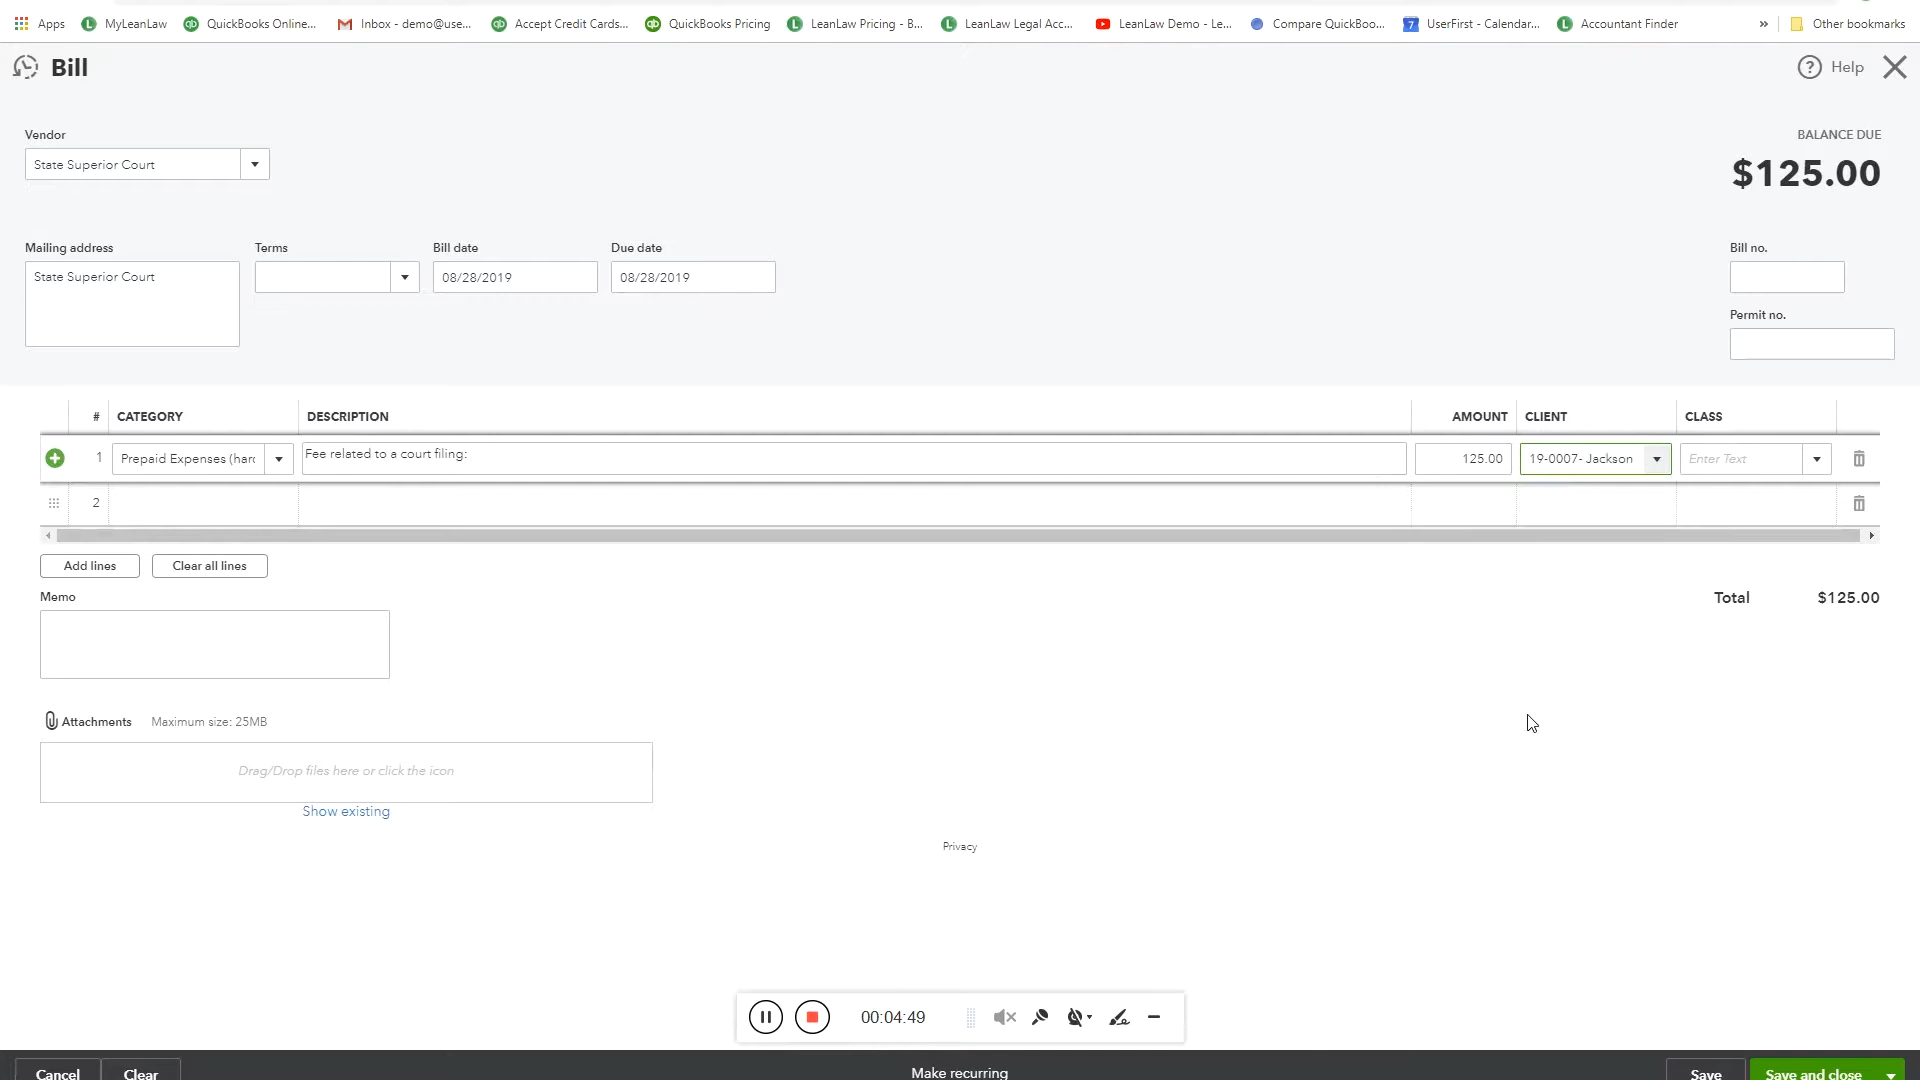 Apps MyLeanLaw QuickBooks Online... Inbox - demo@use... Accept Credit Cards... QuickBooks Pricing LeanLaw Pricing - B... LeanLaw Legal Acc... LeanLaw Demo - Le... Compare QuickBoo... 7 UserFirst - Calendar... Accountant Finder » Other bookmarks
Bill ? Help
Vendor BALANCE DUE
State Superior Court $125.00
Mailing address Terms Bill date Due date Bill no.
State Superior Court 08/28/2019 08/28/2019
Permit no.
# CATEGORY DESCRIPTION AMOUNT CLIENT CLASS
1 Prepaid Expenses (harc Fee related to a court filing: 125.00 19-0007- Jackson Enter Text
2
Add lines Clear all lines
Memo Total $125.00
Attachments Maximum size: 25MB
Drag/Drop files here or click the icon
Show existing
Privacy
00:04:49
Cancel Clear Make recurring Save Save and close